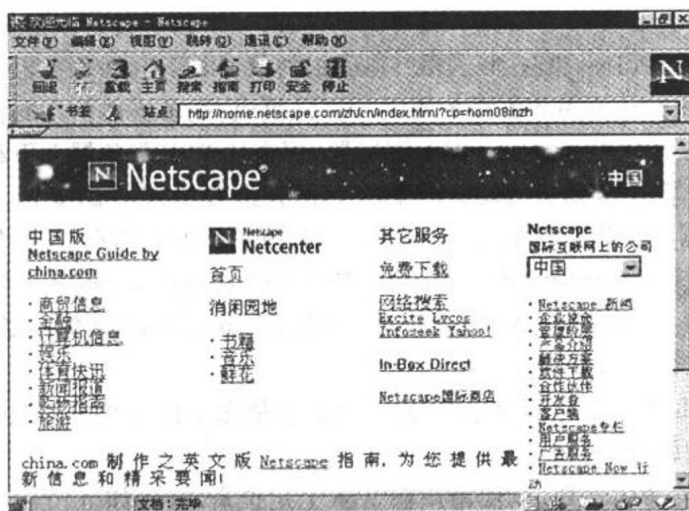 欢迎光临 Netscape - Netscape
文件(F) 编辑(E) 视图(V) 跳转(G) 通讯(C) 帮助(H)
后退 重载 主页 搜索 指南 打印 安全 停止
书签 站点: http://home.netscape.com/zh/cn/index.html?cp=hom08inzh
N Netscape® 中国
中国版
Netscape Guide by
china.com
· 商贸信息
· 金融
· 计算机信息
· 娱乐
· 体育快讯
· 新闻报道
· 购物指南
· 旅游
N Netscape
Netcenter
首页
消闲园地
· 书籍
· 音乐
· 鲜花
其它服务
免费下载
网络搜索
Excite Lycos
Infoseek Yahoo!
In-Box Direct
Netscape国际商店
Netscape
国际互联网上的公司
中国
· Netscape 新闻
· 企业使命
· 管理阶层
· 产品介绍
· 解决方案
· 软件下载
· 合作伙伴
· 开发者
· 客户端
· Netscape专栏
· 用户服务
· 广告服务
· Netscape Now 行
动
china.com 制作之英文版 Netscape 指南,为您提供最
新信息和精采要闻!
文档:完毕